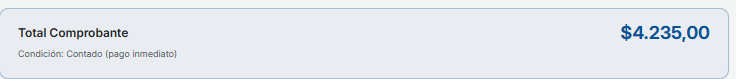 Total Comprobante
$4.235,00
Condición: Contado (pago inmediato)